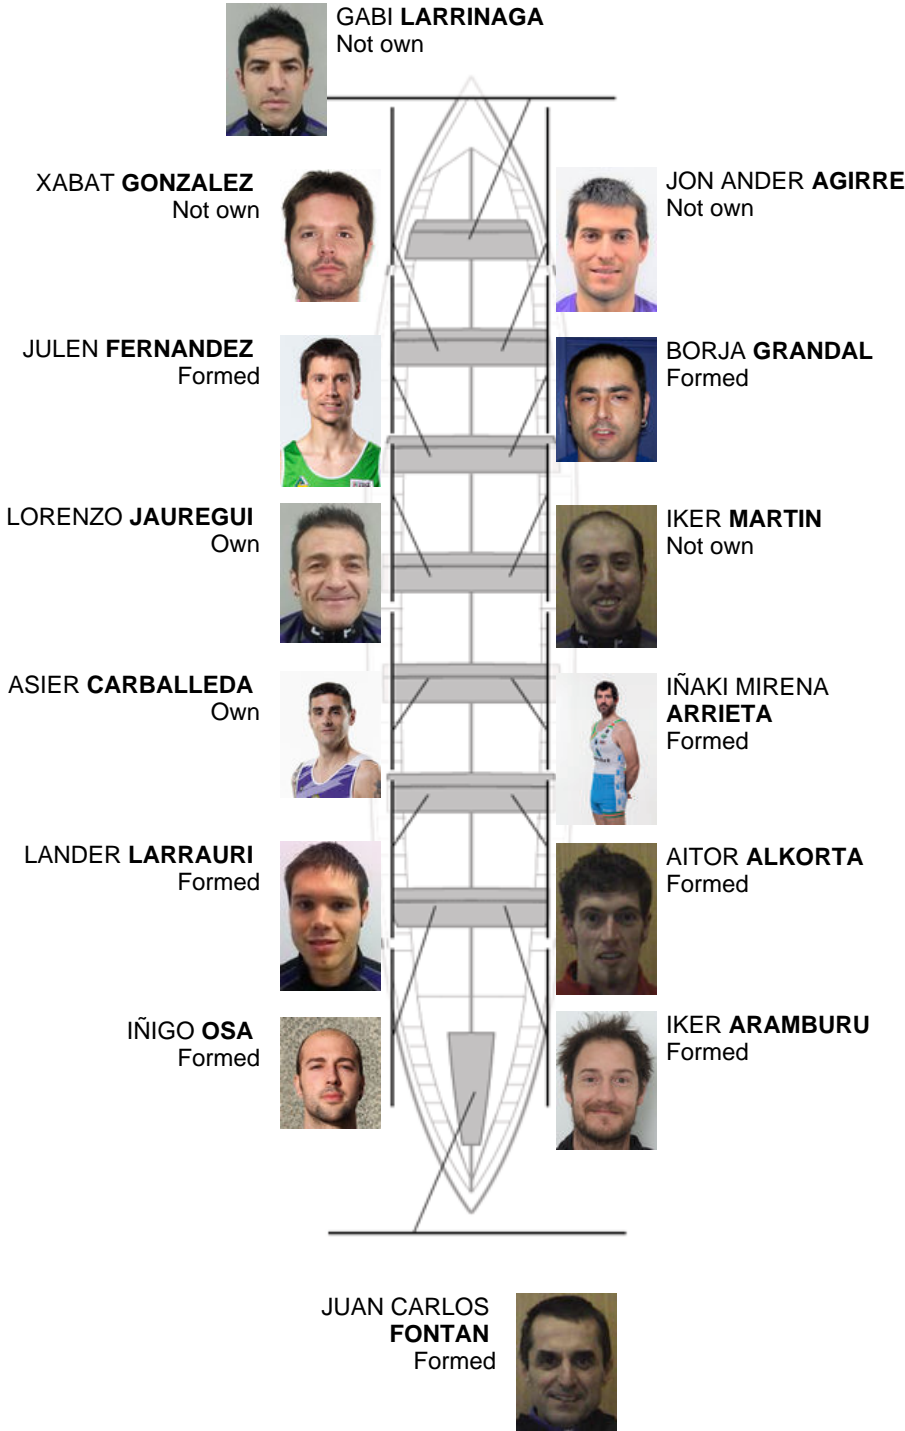 GABI LARRINAGA
Not own
XABAT GONZALEZ
Not own
JON ANDER AGIRRE
Not own
JULEN FERNANDEZ
Formed
BORJA GRANDAL
Formed
LORENZO JAUREGUI
Own
IKER MARTIN
Not own
ASIER CARBALLEDA
Own
IÑAKI MIRENA
ARRIETA
Formed
LANDER LARRAURI
Formed
AITOR ALKORTA
Formed
IÑIGO OSA
Formed
IKER ARAMBURU
Formed
JUAN CARLOS
FONTAN
Formed